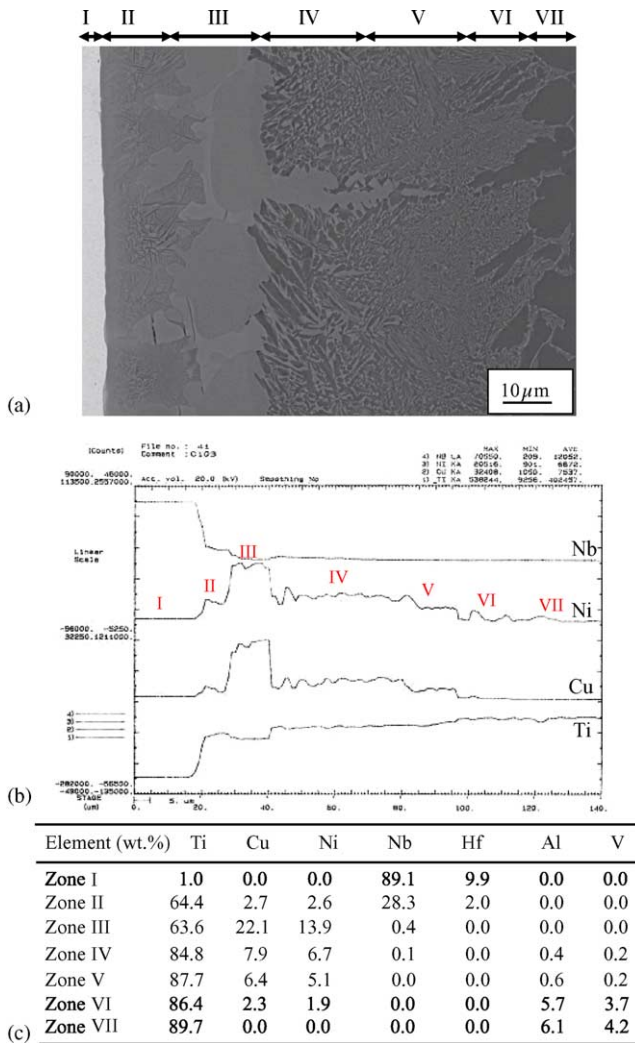 I II III IV V VI VII
10μm
(a)
(Counts) File no. : 41
Comment : C103
MAX MIN AVE
Acc. vol. 20.0 (kV) Smoothing No
4) NB LA 70550. 209. 12052.
3) NI KA 20516. 901. 6672.
2) CU KA 32408. 1050. 7537.
1) TI KA
Linear
Scale
Nb
I II III IV V VI VII
Ni
Cu
4)
3)
2)
1)
Ti
(b)
STAGE
(um)
5. um
0. 20. 40. 60. 80. 100. 120. 140.
Element (wt.%) Ti Cu Ni Nb Hf Al V
Zone I 1.0 0.0 0.0 89.1 9.9 0.0 0.0
Zone II 64.4 2.7 2.6 28.3 2.0 0.0 0.0
Zone III 63.6 22.1 13.9 0.4 0.0 0.0 0.0
Zone IV 84.8 7.9 6.7 0.1 0.0 0.4 0.2
Zone V 87.7 6.4 5.1 0.0 0.0 0.6 0.2
Zone VI 86.4 2.3 1.9 0.0 0.0 5.7 3.7
(c) Zone VII 89.7 0.0 0.0 0.0 0.0 6.1 4.2